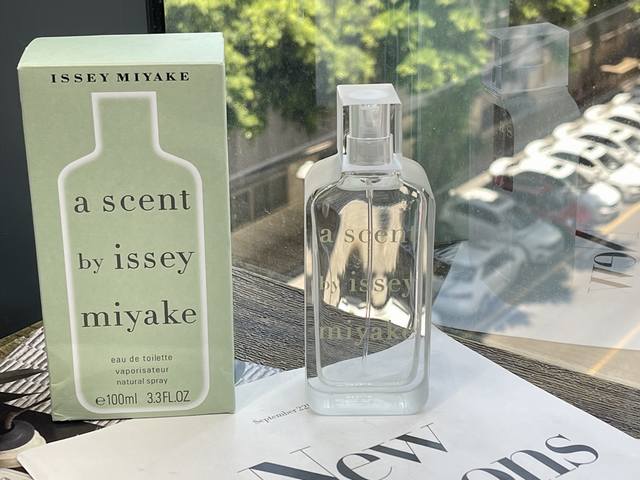 ISSEY MIYAKE
a scent
by issey
miyake
eau de toilette
vaporisateur
natural spray
℮100ml 3.3FL.OZ
a scent
by issey
miyake
New